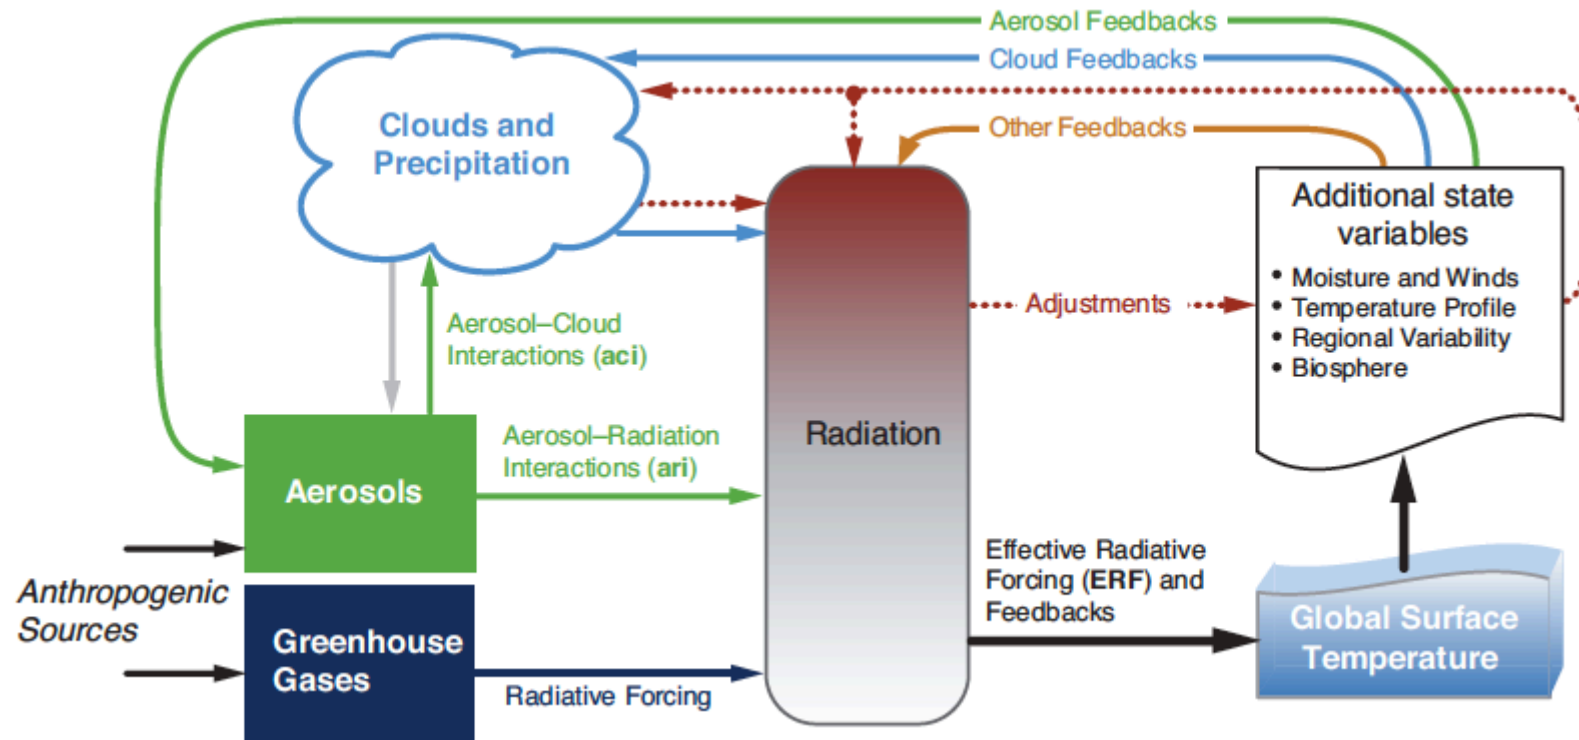 Aerosol Feedbacks
Cloud Feedbacks
Other Feedbacks
Clouds and
Precipitation
Additional state
variables
• Moisture and Winds
• Temperature Profile
• Regional Variability
• Biosphere
Adjustments
Aerosol–Cloud
Interactions (aci)
Aerosol–Radiation
Interactions (ari)
Radiation
Aerosols
Anthropogenic
Sources
Greenhouse
Gases
Radiative Forcing
Effective Radiative
Forcing (ERF) and
Feedbacks
Global Surface
Temperature